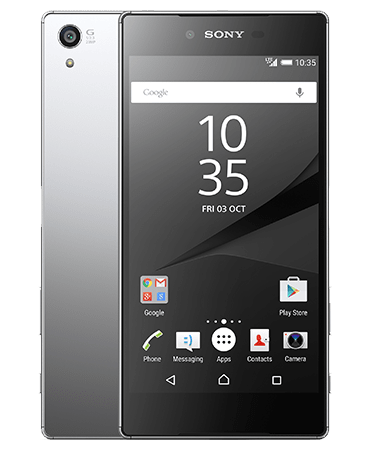 G
SONY
10:35
Google
10
35
FRI 03 OCT
Google
Play Store
Phone
Messaging
Apps
Contacts
Camera